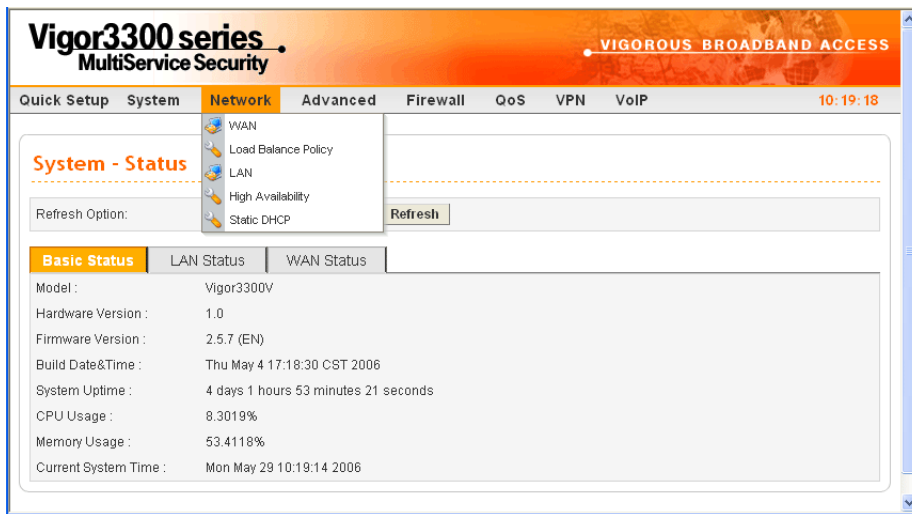 Vigor3300 series
MultiService Security
VIGOROUS BROADBAND ACCESS
Quick Setup System Network Advanced Firewall QoS VPN VoIP 10:19:18
WAN
Load Balance Policy
LAN
High Availability
Static DHCP
System - Status
Refresh Option: Refresh
Basic Status LAN Status WAN Status
Model : Vigor3300V
Hardware Version : 1.0
Firmware Version : 2.5.7 (EN)
Build Date&Time : Thu May 4 17:18:30 CST 2006
System Uptime : 4 days 1 hours 53 minutes 21 seconds
CPU Usage : 8.3019%
Memory Usage : 53.4118%
Current System Time : Mon May 29 10:19:14 2006